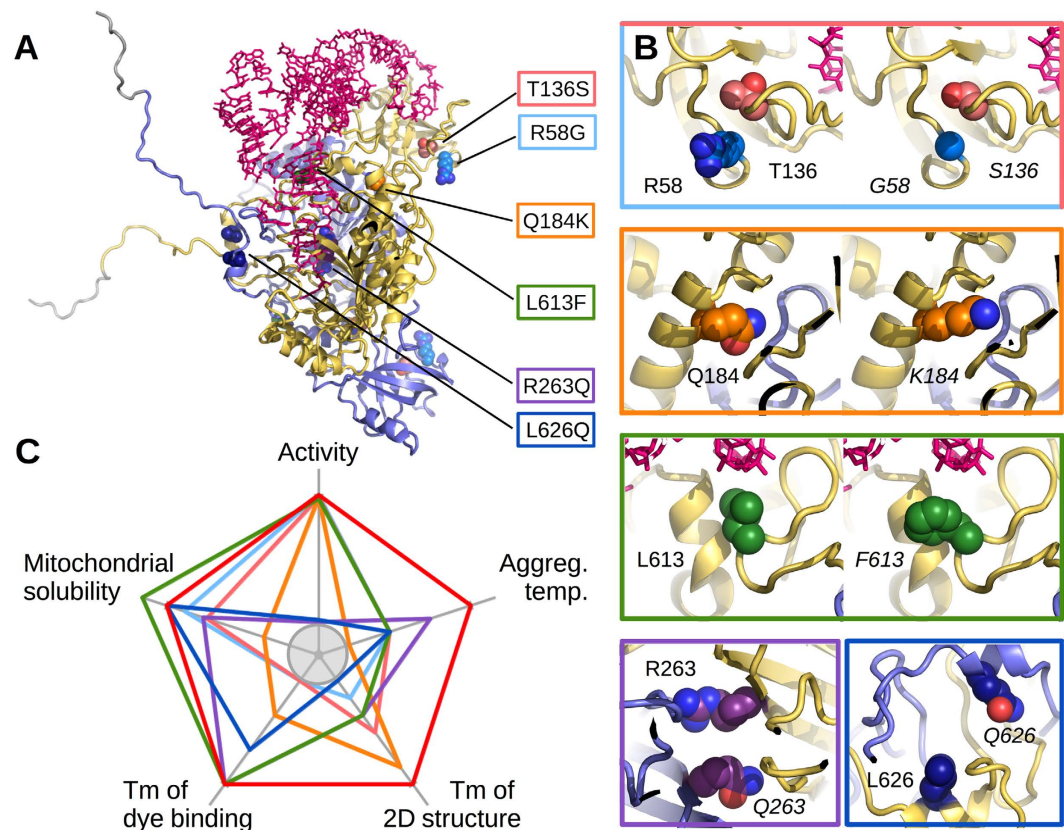 A
T136S
R58G
Q184K
L613F
R263Q
L626Q
B
R58
T136
G58
S136
Q184
K184
L613
F613
R263
Q263
L626
Q626
C
Activity
Mitochondrial
solubility
Aggreg.
temp.
Tm of
dye binding
Tm of
2D structure